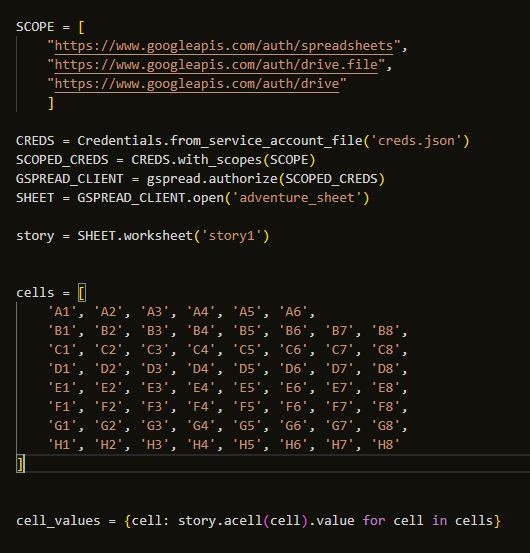 SCOPE = [
    "https://www.googleapis.com/auth/spreadsheets",
    "https://www.googleapis.com/auth/drive.file",
    "https://www.googleapis.com/auth/drive"
    ]
CREDS = Credentials.from_service_account_file('creds.json')
SCOPED_CREDS = CREDS.with_scopes(SCOPE)
GSPREAD_CLIENT = gspread.authorize(SCOPED_CREDS)
SHEET = GSPREAD_CLIENT.open('adventure_sheet')
story = SHEET.worksheet('story1')
cells = [
    'A1', 'A2', 'A3', 'A4', 'A5', 'A6',
    'B1', 'B2', 'B3', 'B4', 'B5', 'B6', 'B7', 'B8',
    'C1', 'C2', 'C3', 'C4', 'C5', 'C6', 'C7', 'C8',
    'D1', 'D2', 'D3', 'D4', 'D5', 'D6', 'D7', 'D8',
    'E1', 'E2', 'E3', 'E4', 'E5', 'E6', 'E7', 'E8',
    'F1', 'F2', 'F3', 'F4', 'F5', 'F6', 'F7', 'F8',
    'G1', 'G2', 'G3', 'G4', 'G5', 'G6', 'G7', 'G8',
    'H1', 'H2', 'H3', 'H4', 'H5', 'H6', 'H7', 'H8'
]
cell_values = {cell: story.acell(cell).value for cell in cells}